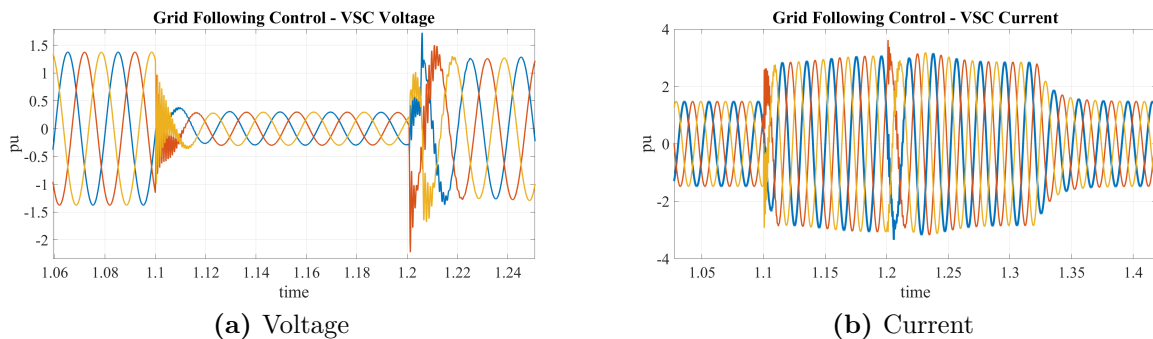 Grid Following Control - VSC Voltage
1.5
1
0.5
0
-0.5
-1
-1.5
-2
pu
1.06 1.08 1.1 1.12 1.14 1.16 1.18 1.2 1.22 1.24
time
(a) Voltage
Grid Following Control - VSC Current
4
2
0
-2
-4
pu
1.05 1.1 1.15 1.2 1.25 1.3 1.35 1.4
time
(b) Current